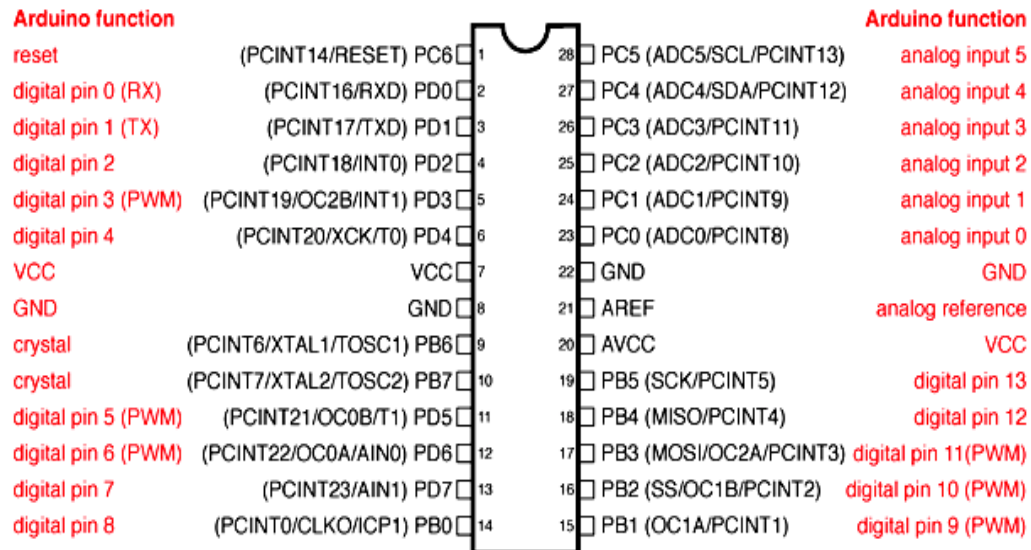 Arduino function Arduino function
reset (PCINT14/RESET) PC6 1 28 PC5 (ADC5/SCL/PCINT13) analog input 5
digital pin 0 (RX) (PCINT16/RXD) PD0 2 27 PC4 (ADC4/SDA/PCINT12) analog input 4
digital pin 1 (TX) (PCINT17/TXD) PD1 3 26 PC3 (ADC3/PCINT11) analog input 3
digital pin 2 (PCINT18/INT0) PD2 4 25 PC2 (ADC2/PCINT10) analog input 2
digital pin 3 (PWM) (PCINT19/OC2B/INT1) PD3 5 24 PC1 (ADC1/PCINT9) analog input 1
digital pin 4 (PCINT20/XCK/T0) PD4 6 23 PC0 (ADC0/PCINT8) analog input 0
VCC VCC 7 22 GND GND
GND GND 8 21 AREF analog reference
crystal (PCINT6/XTAL1/TOSC1) PB6 9 20 AVCC VCC
crystal (PCINT7/XTAL2/TOSC2) PB7 10 19 PB5 (SCK/PCINT5) digital pin 13
digital pin 5 (PWM) (PCINT21/OC0B/T1) PD5 11 18 PB4 (MISO/PCINT4) digital pin 12
digital pin 6 (PWM) (PCINT22/OC0A/AIN0) PD6 12 17 PB3 (MOSI/OC2A/PCINT3) digital pin 11(PWM)
digital pin 7 (PCINT23/AIN1) PD7 13 16 PB2 (SS/OC1B/PCINT2) digital pin 10 (PWM)
digital pin 8 (PCINT0/CLKO/ICP1) PB0 14 15 PB1 (OC1A/PCINT1) digital pin 9 (PWM)